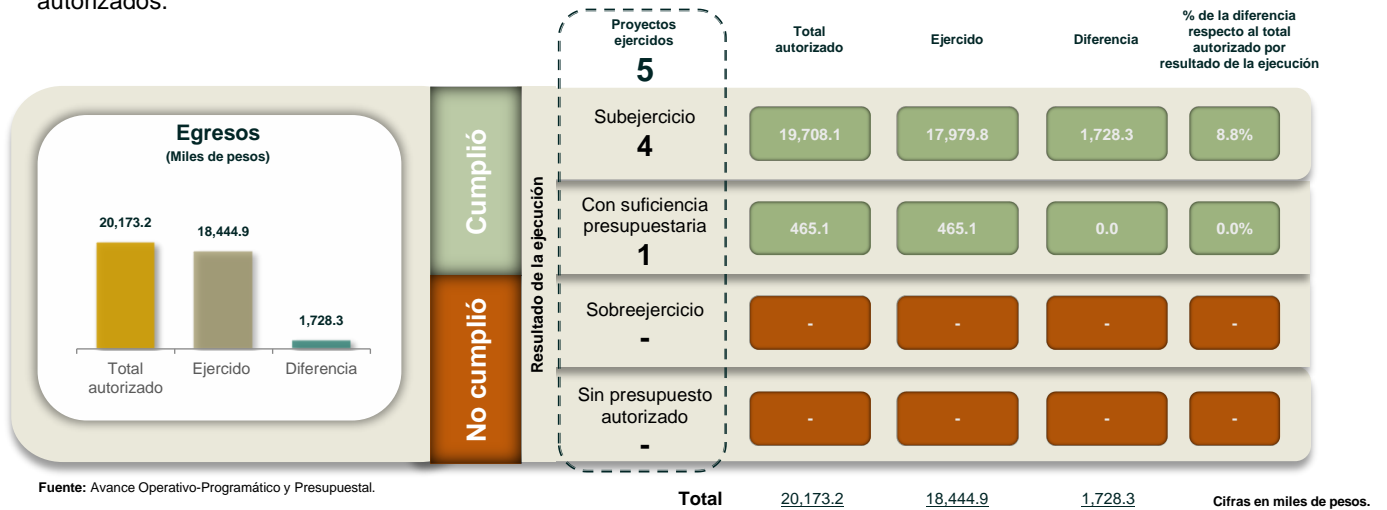 autorizados.
Proyectos
ejercidos
5
Total
autorizado
Ejercido
Diferencia
% de la diferencia
respecto al total
autorizado por
resultado de la ejecución
Egresos
(Miles de pesos)
20,173.2
18,444.9
1,728.3
Total
autorizado
Ejercido
Diferencia
Cumplió
No cumplió
Resultado de la ejecución
Subejercicio
4
19,708.1
17,979.8
1,728.3
8.8%
Con suficiencia
presupuestaria
1
465.1
465.1
0.0
0.0%
Sobreejercicio
-
-
-
-
-
Sin presupuesto
autorizado
-
-
-
-
-
Fuente: Avance Operativo-Programático y Presupuestal.
Total
20,173.2
18,444.9
1,728.3
Cifras en miles de pesos.